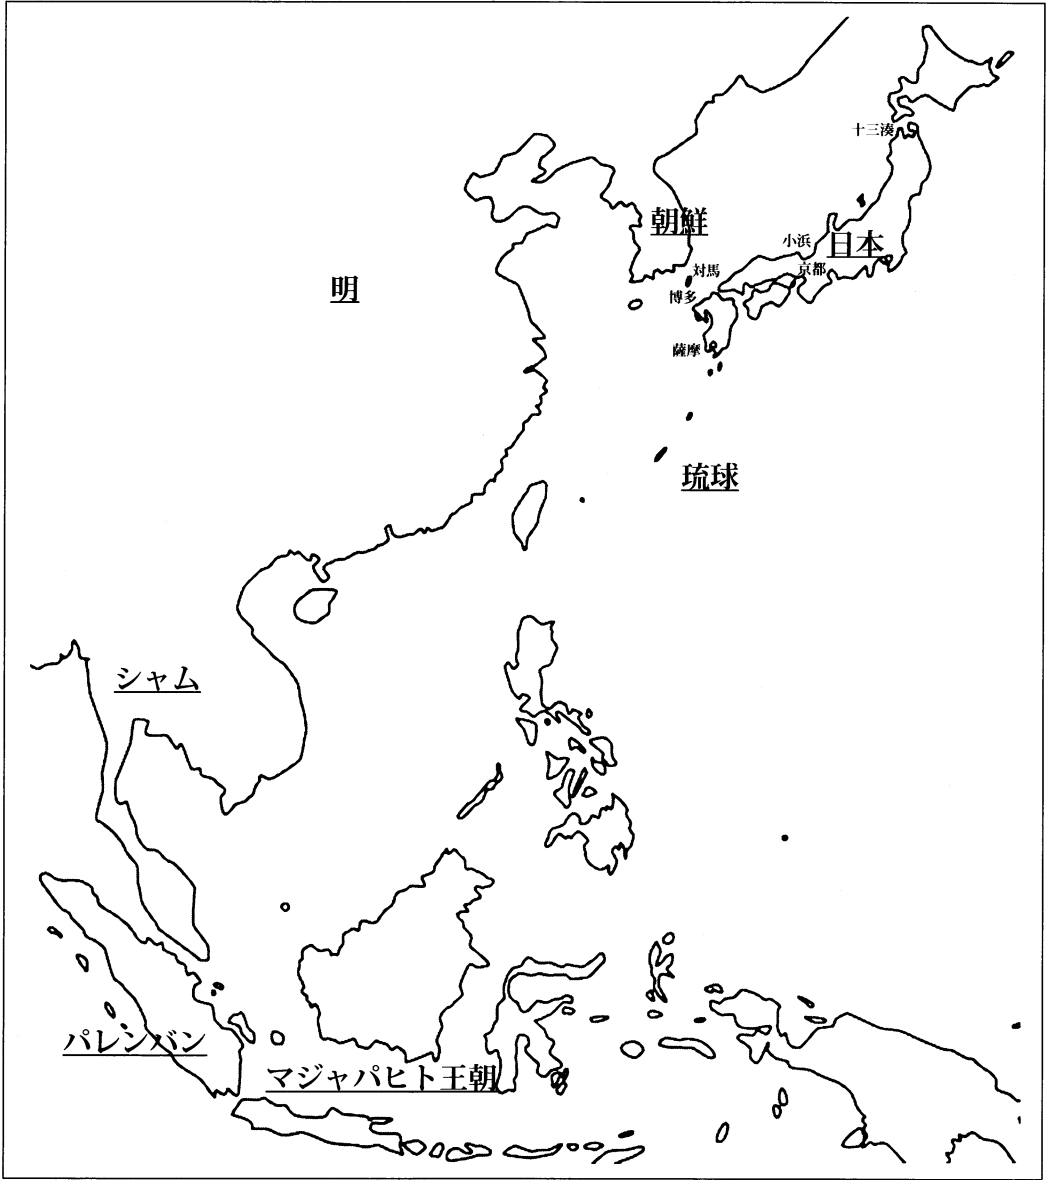 十三湊
朝鮮
小浜
日本
対馬
京都
明
博多
薩摩
琉球
シャム
パレンバン
マジャパヒト王朝